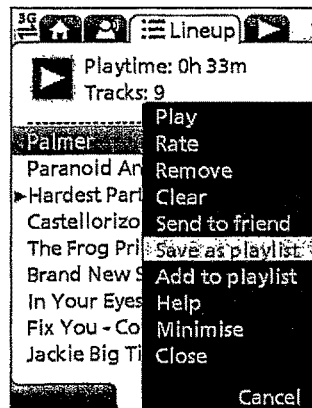 3G Lineup
Playtime: 0h 33m
Tracks: 9
Palmer
Paranoid An
Hardest Part
Castellorizo
The Frog Pri
Brand New S
In Your Eyes
Fix You - Co
Jackie Big Ti
Play
Rate
Remove
Clear
Send to friend
Save as playlist
Add to playlist
Help
Minimise
Close
Cancel